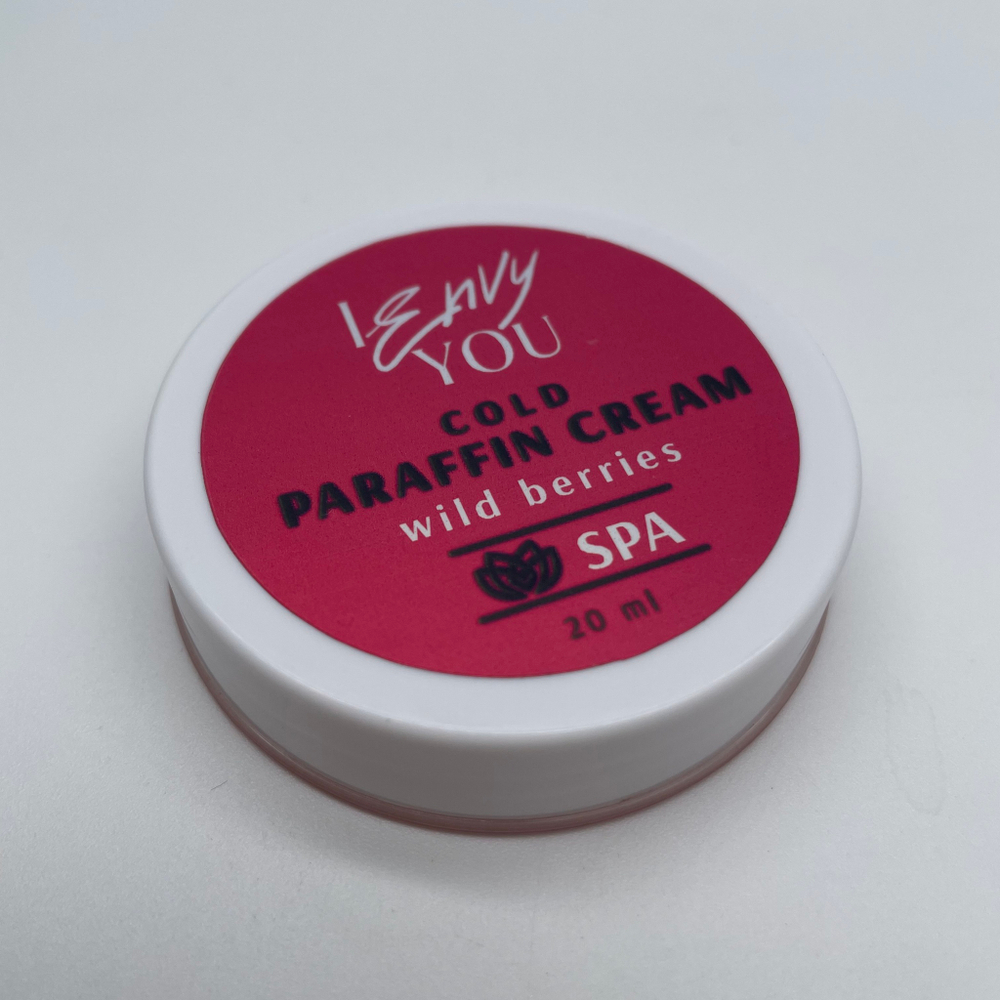 I Envy
YOU
COLD
PARAFFIN CREAM
wild berries
SPA
20 ml